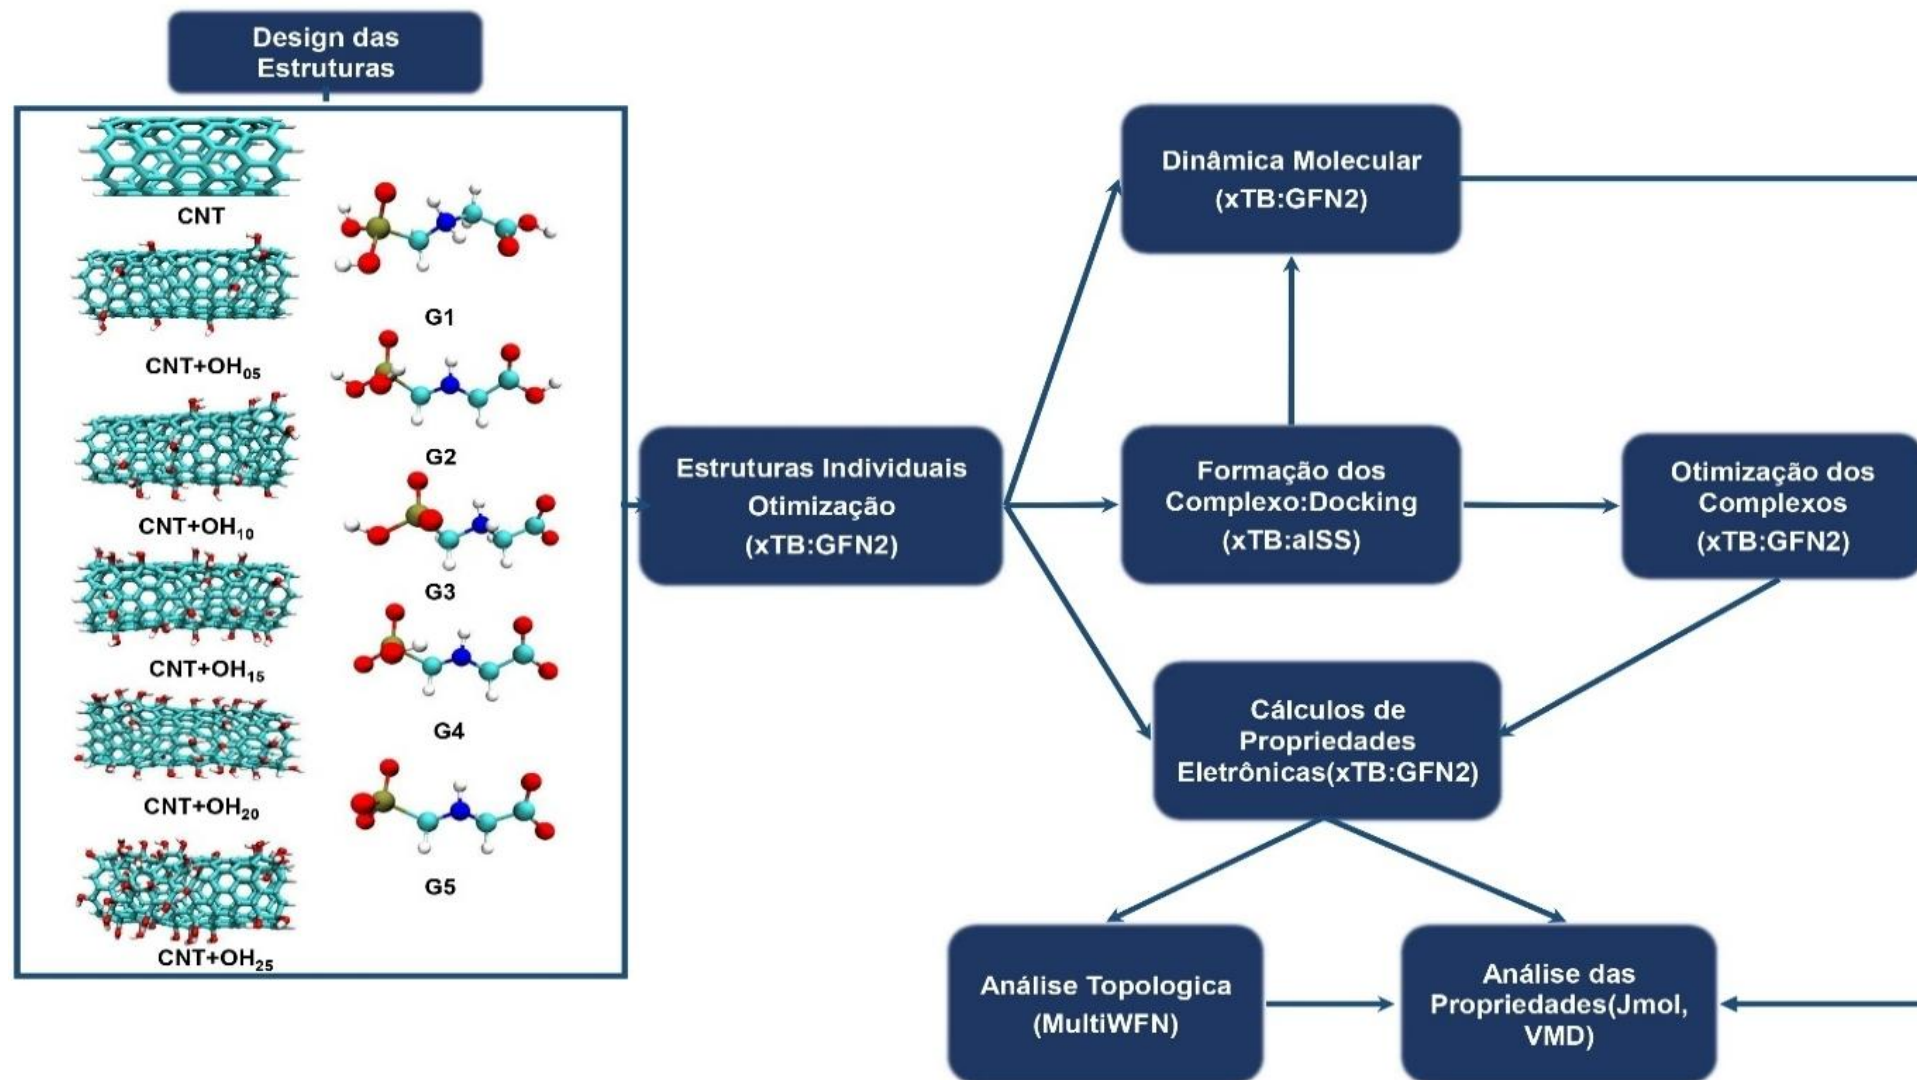 Design das
Estruturas
CNT
CNT+OH₀₅
CNT+OH₁₀
CNT+OH₁₅
CNT+OH₂₀
CNT+OH₂₅
G1
G2
G3
G4
G5
Estruturas Individuais
Otimização
(xTB:GFN2)
Dinâmica Molecular
(xTB:GFN2)
Formação dos
Complexo:Docking
(xTB:aISS)
Otimização dos
Complexos
(xTB:GFN2)
Cálculos de
Propriedades
Eletrônicas(xTB:GFN2)
Análise Topologica
(MultiWFN)
Análise das
Propriedades(Jmol,
VMD)